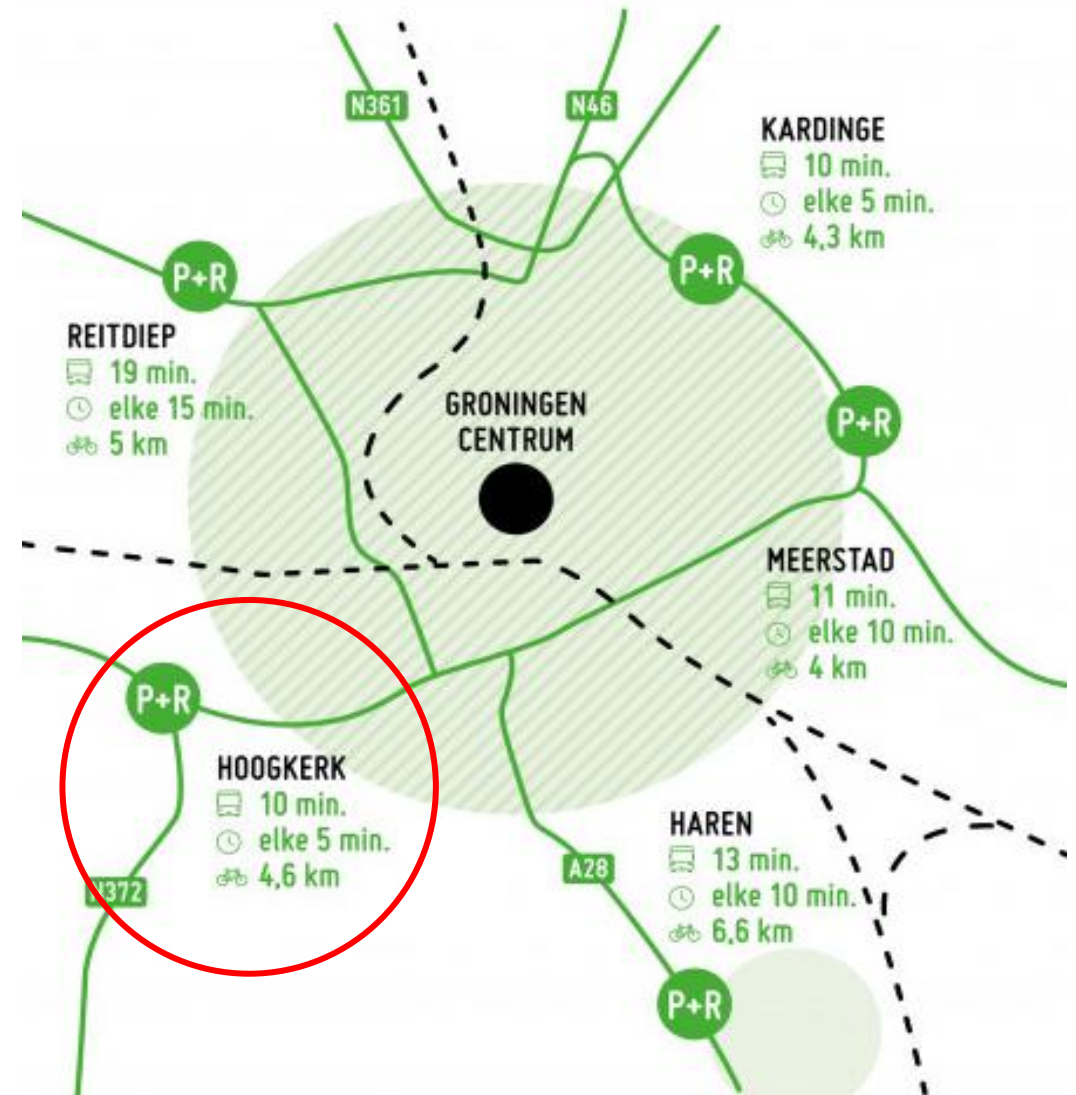 N361
N46
KARDINGE
10 min.
elke 5 min.
4,3 km
P+R
P+R
REITDIEP
19 min.
elke 15 min.
5 km
GRONINGEN
CENTRUM
P+R
MEERSTAD
11 min.
elke 10 min.
4 km
P+R
HOOGKERK
10 min.
elke 5 min.
4,6 km
N372
HAREN
13 min.
elke 10 min.
6,6 km
A28
P+R